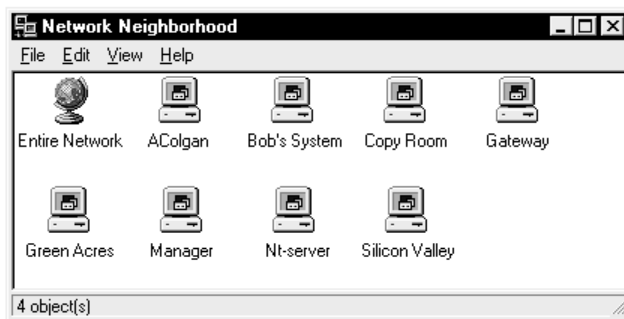 Network Neighborhood
File Edit View Help
Entire Network AColgan Bob's System Copy Room Gateway
Green Acres Manager Nt-server Silicon Valley
4 object(s)